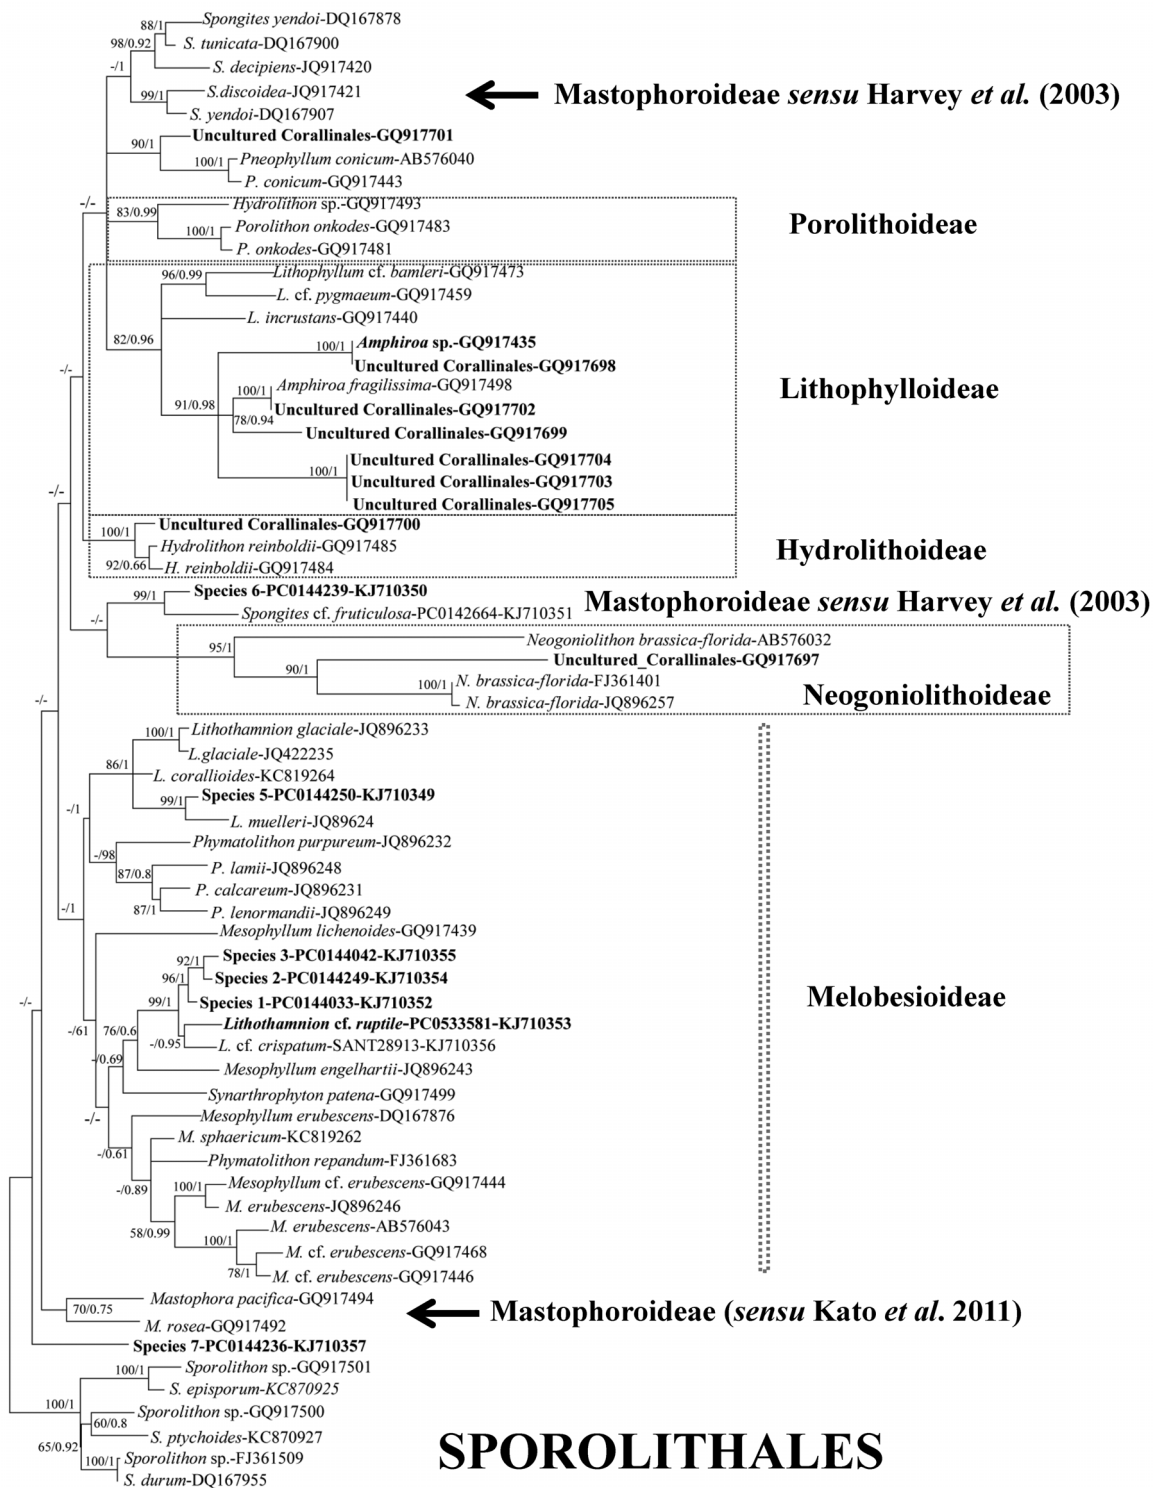 Spongites yendoi-DQ167878
88/1
S. tunicata-DQ167900
98/0.92
-/1
S. decipiens-JQ917420
S.discoidea-JQ917421
99/1
Mastophoroideae sensu Harvey et al. (2003)
S. yendoi-DQ167907
Uncultured Corallinales-GQ917701
90/1
Pneophyllum conicum-AB576040
100/1
P. conicum-GQ917443
-/-
Hydrolithon sp.-GQ917493
83/0.99
Porolithon onkodes-GQ917483
100/1
Porolithoideae
P. onkodes-GQ917481
Lithophyllum cf. bamleri-GQ917473
96/0.99
L. cf. pygmaeum-GQ917459
L. incrustans-GQ917440
82/0.96
Amphiroa sp.-GQ917435
100/1
Uncultured Corallinales-GQ917698
-/-
Amphiroa fragilissima-GQ917498
100/1
Lithophylloideae
91/0.98
Uncultured Corallinales-GQ917702
78/0.94
Uncultured Corallinales-GQ917699
Uncultured Corallinales-GQ917704
100/1
Uncultured Corallinales-GQ917703
-/-
Uncultured Corallinales-GQ917705
Uncultured Corallinales-GQ917700
100/1
Hydrolithon reinboldii-GQ917485
Hydrolithoideae
92/0.66
H. reinboldii-GQ917484
Species 6-PC0144239-KJ710350
99/1
Mastophoroideae sensu Harvey et al. (2003)
Spongites cf. fruticulosa-PC0142664-KJ710351
-/-
Neogoniolithon brassica-florida-AB576032
95/1
Uncultured_Corallinales-GQ917697
90/1
N. brassica-florida-FJ361401
100/1
Neogoniolithoideae
N. brassica-florida-JQ896257
-/-
Lithothamnion glaciale-JQ896233
100/1
L.glaciale-JQ422235
86/1
L. corallioides-KC819264
Species 5-PC0144250-KJ710349
99/1
-/1
L. muelleri-JQ89624
Phymatolithon purpureum-JQ896232
-/98
P. lamii-JQ896248
87/0.8
P. calcareum-JQ896231
87/1
P. lenormandii-JQ896249
-/1
Mesophyllum lichenoides-GQ917439
Species 3-PC0144042-KJ710355
92/1
Species 2-PC0144249-KJ710354
96/1
Melobesioideae
Species 1-PC0144033-KJ710352
99/1
-/-
Lithothamnion cf. ruptile-PC0533581-KJ710353
-/61
76/0.6
-/0.95
L. cf. crispatum-SANT28913-KJ710356
-/0.69
Mesophyllum engelhartii-JQ896243
Synarthrophyton patena-GQ917499
-/-
Mesophyllum erubescens-DQ167876
M. sphaericum-KC819262
-/0.61
Phymatolithon repandum-FJ361683
Mesophyllum cf. erubescens-GQ917444
100/1
-/0.89
M. erubescens-JQ896246
M. erubescens-AB576043
58/0.99
100/1
M. cf. erubescens-GQ917468
78/1
M. cf. erubescens-GQ917446
Mastophora pacifica-GQ917494
70/0.75
Mastophoroideae (sensu Kato et al. 2011)
M. rosea-GQ917492
Species 7-PC0144236-KJ710357
Sporolithon sp.-GQ917501
100/1
S. episporum-KC870925
100/1
Sporolithon sp.-GQ917500
60/0.8
S. ptychoides-KC870927
65/0.92
SPOROLITHALES
Sporolithon sp.-FJ361509
100/1
S. durum-DQ167955